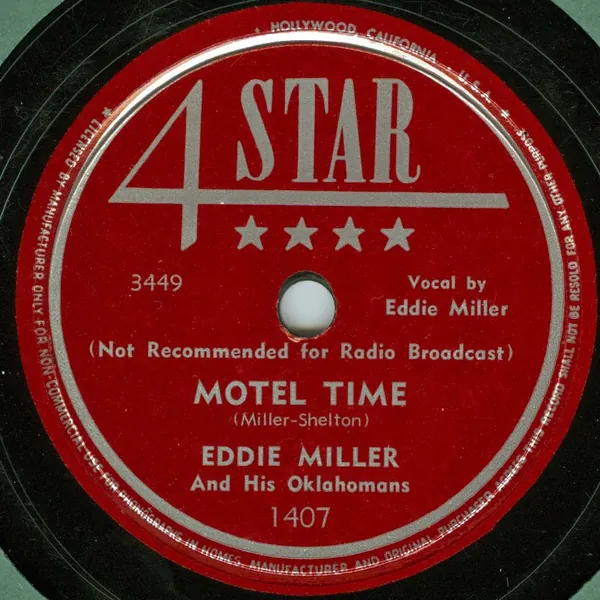 HOLLYWOOD, CALIFORNIA - U.S.A.
4 STAR
3449
Vocal by
Eddie Miller
(Not Recommended for Radio Broadcast)
MOTEL TIME
(Miller-Shelton)
EDDIE MILLER
And His Oklahomans
1407
LICENSED BY MANUFACTURER ONLY FOR NON-COMMERCIAL USE FOR PHONOGRAPHS IN HOMES. MANUFACTURER AND ORIGINAL PURCHASER AGREES THIS RECORD SHALL NOT BE RESOLD FOR ANY OTHER PURPOSE